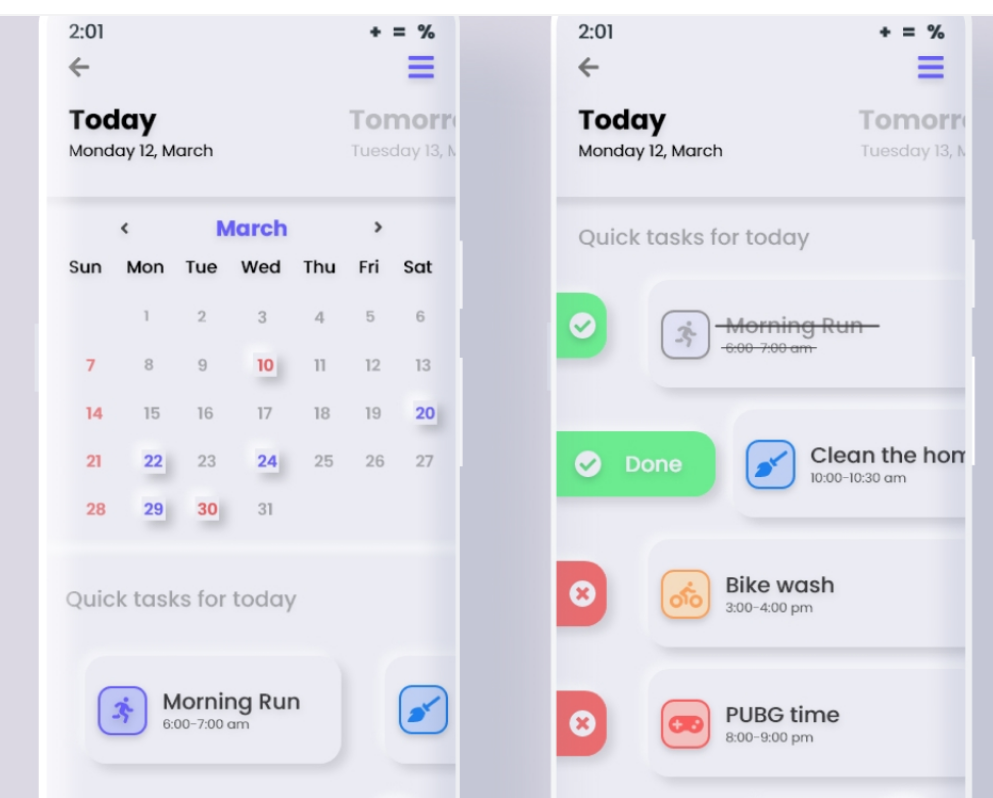 2:01 + = %
Today Tomorr
Monday 12, March Tuesday 13, M
‹ March ›
Sun Mon Tue Wed Thu Fri Sat
1 2 3 4 5 6
7 8 9 10 11 12 13
14 15 16 17 18 19 20
21 22 23 24 25 26 27
28 29 30 31
Quick tasks for today
Morning Run
6:00-7:00 am
2:01 + = %
Today Tomorr
Monday 12, March Tuesday 13, M
Quick tasks for today
Morning Run
6:00-7:00 am
Done
Clean the hom
10:00-10:30 am
Bike wash
3:00-4:00 pm
PUBG time
8:00-9:00 pm